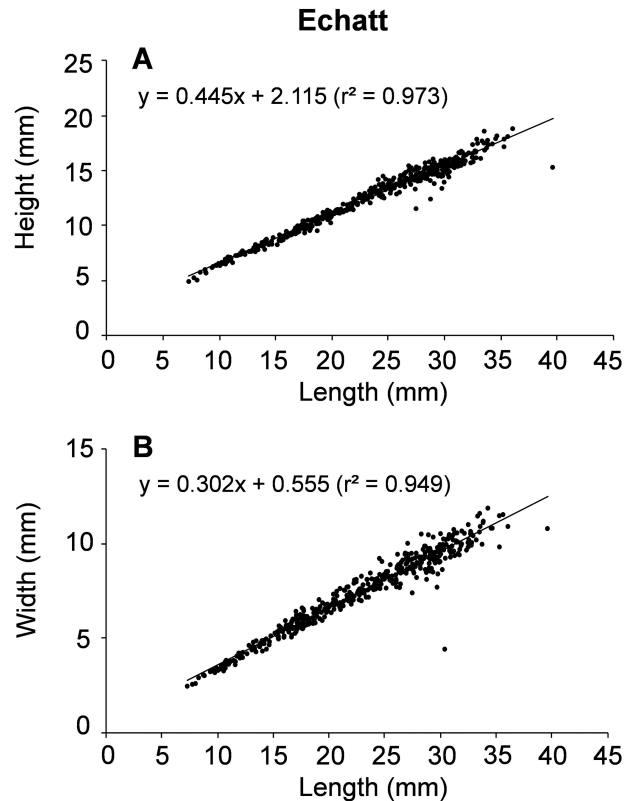 Echatt
A
y = 0.445x + 2.115 (r² = 0.973)
Height (mm)
25
20
15
10
5
0
0 5 10 15 20 25 30 35 40 45
Length (mm)
B
y = 0.302x + 0.555 (r² = 0.949)
Width (mm)
15
10
5
0
0 5 10 15 20 25 30 35 40 45
Length (mm)